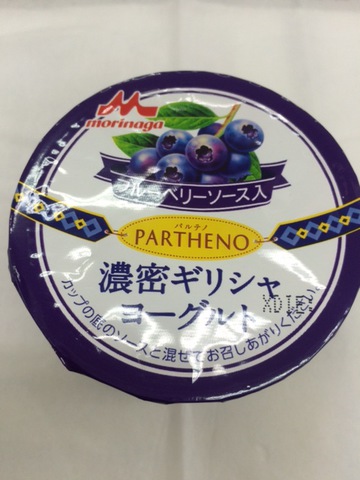 morinaga
ブルーベリーソース入
パルテノ
PARTHENO
濃密ギリシャ
ヨーグルト
カップの底のソースと混ぜてお召しあがりください。